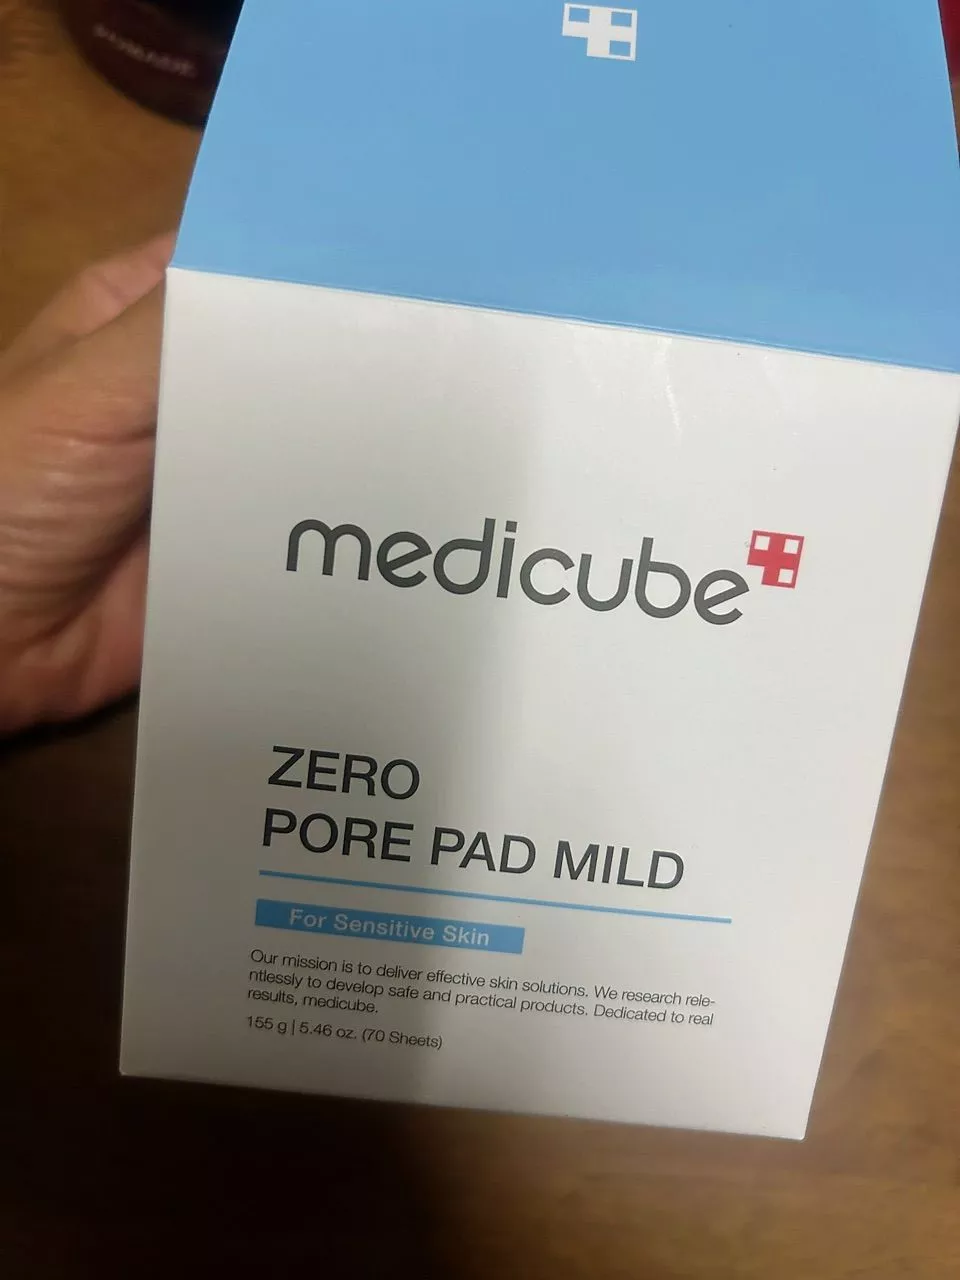 medicube
ZERO
PORE PAD MILD
For Sensitive Skin
Our mission is to deliver effective skin solutions. We research rele-
ntlessly to develop safe and practical products. Dedicated to real
results, medicube.
155 g | 5.46 oz. (70 Sheets)